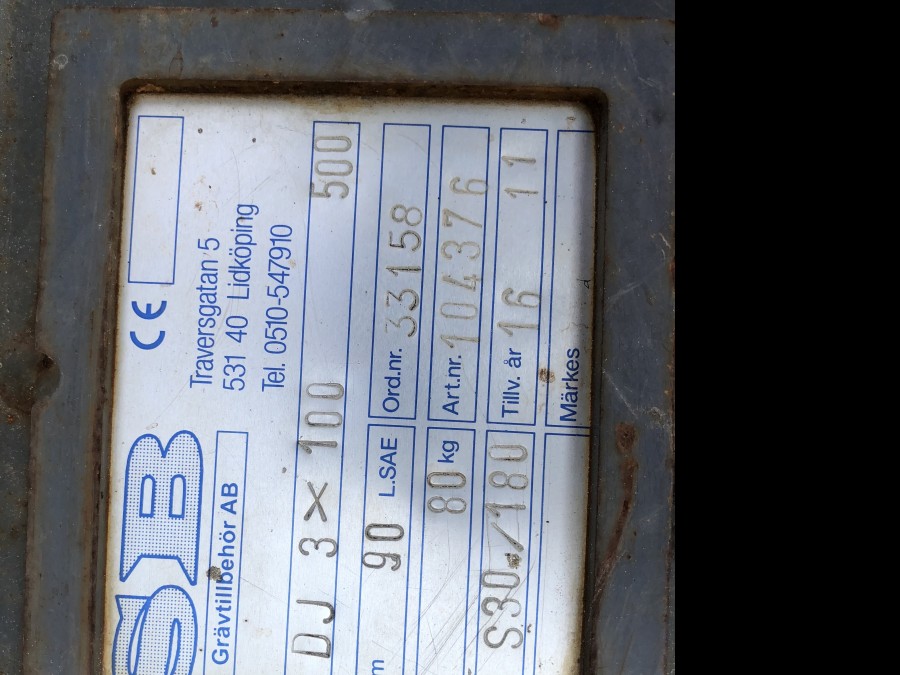 SB
CE
Grävtillbehör AB
Traversgatan 5
531 40 Lidköping
Tel. 0510-547910
DJ 3 × 100 500
m 90 L.SAE Ord.nr. 33158
80 kg Art.nr. 104376
S30/180 Tillv. år 16 11
Märkes